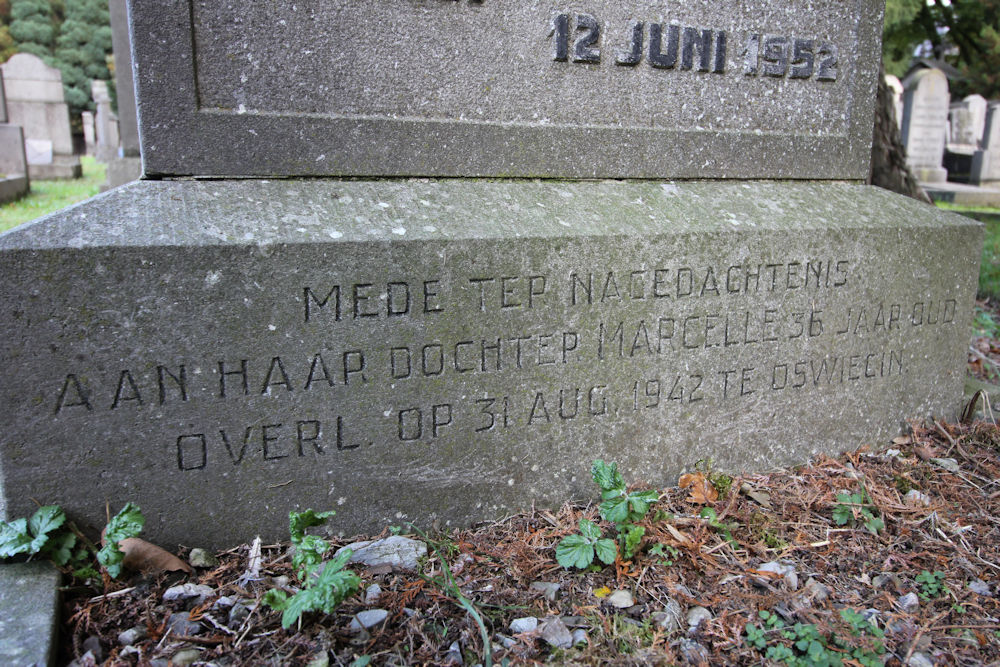 12 JUNI 1952
MEDE TER NAGEDACHTENIS
AAN HAAR DOCHTER MARCELLE 36 JAAR OUD
OVERL. OP 31 AUG. 1942 TE OSWIECIN.